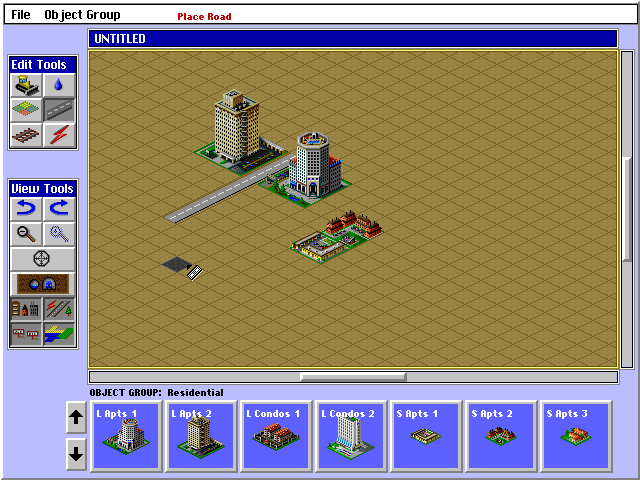 File Object Group Place Road
UNTITLED
Edit Tools
View Tools
OBJECT GROUP: Residential
L Apts 1 L Apts 2 L Condos 1 L Condos 2 S Apts 1 S Apts 2 S Apts 3